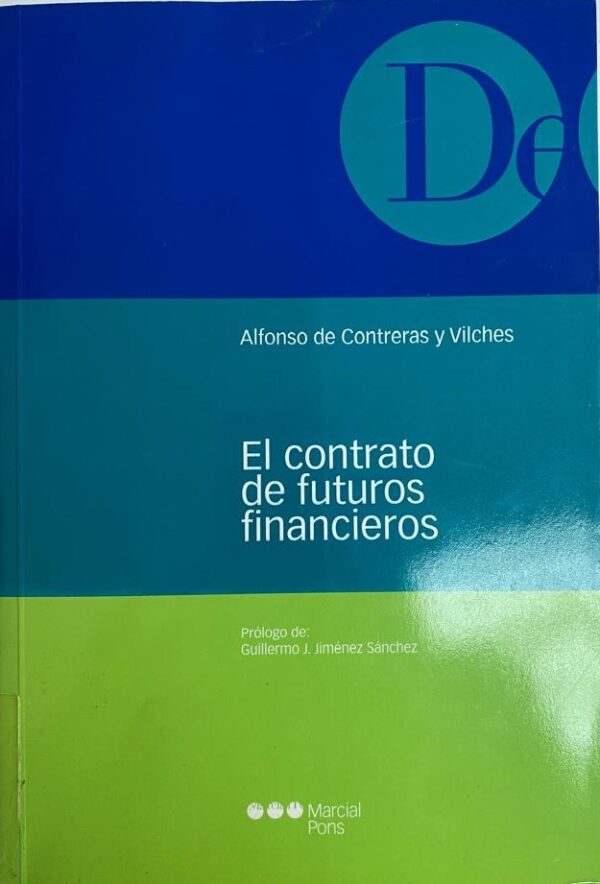 De
Alfonso de Contreras y Vilches
El contrato
de futuros
financieros
Prólogo de:
Guillermo J. Jiménez Sánchez
Marcial
Pons